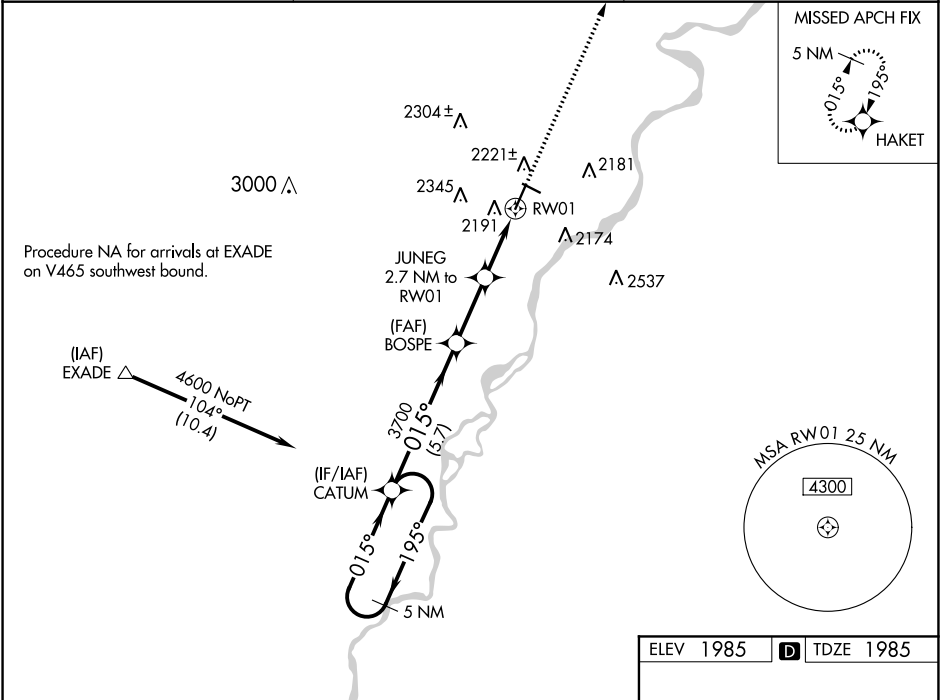 MISSED APCH FIX
5 NM
015°
195°
HAKET
2304±
2221±
2181
3000
2345
RW01
2191
2174
Procedure NA for arrivals at EXADE
on V465 southwest bound.
JUNEG
2.7 NM to
RW01
2537
(FAF)
BOSPE
(IAF)
EXADE
4600 NoPT
104°
(10.4)
3700
015°
(5.7)
(IF/IAF)
CATUM
015°
195°
5 NM
MSA RW01 25 NM
4300
ELEV 1985 D TDZE 1985